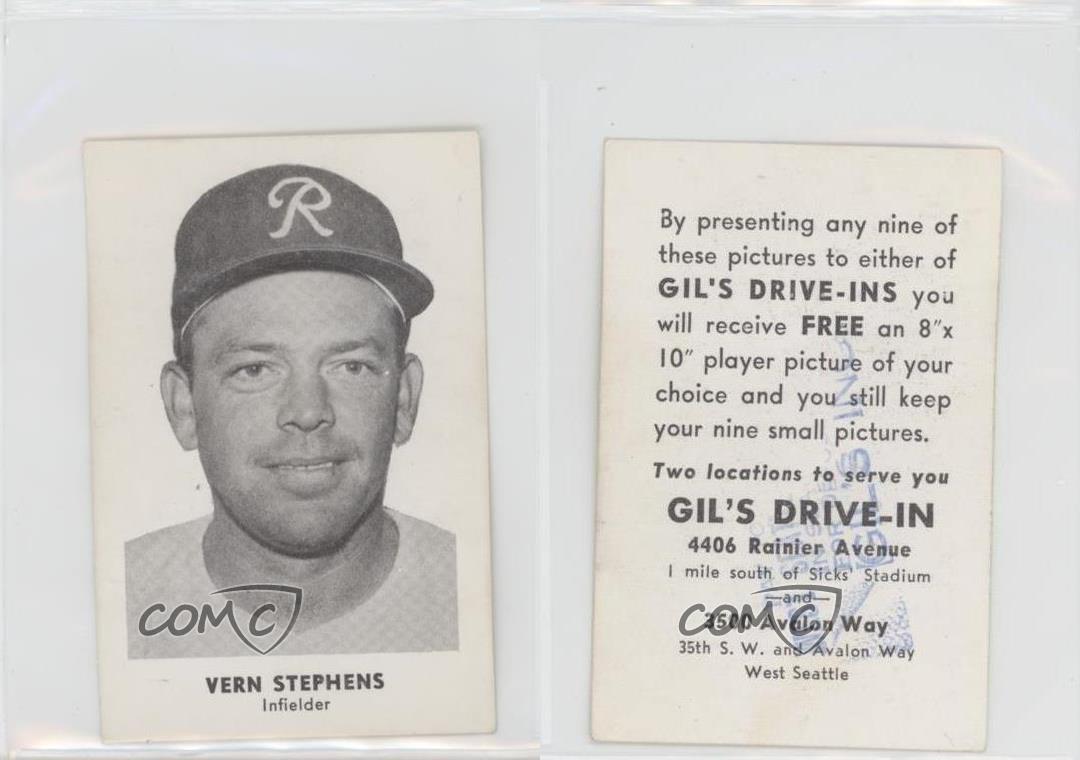 R
VERN STEPHENS
Infielder
COMC
By presenting any nine of
these pictures to either of
GIL'S DRIVE-INS you
will receive FREE an 8"x
10" player picture of your
choice and you still keep
your nine small pictures.
Two locations to serve you
GIL'S DRIVE-IN
4406 Rainier Avenue
1 mile south of Sicks' Stadium
—and—
3500 Avalon Way
35th S. W. and Avalon Way
West Seattle
COMC